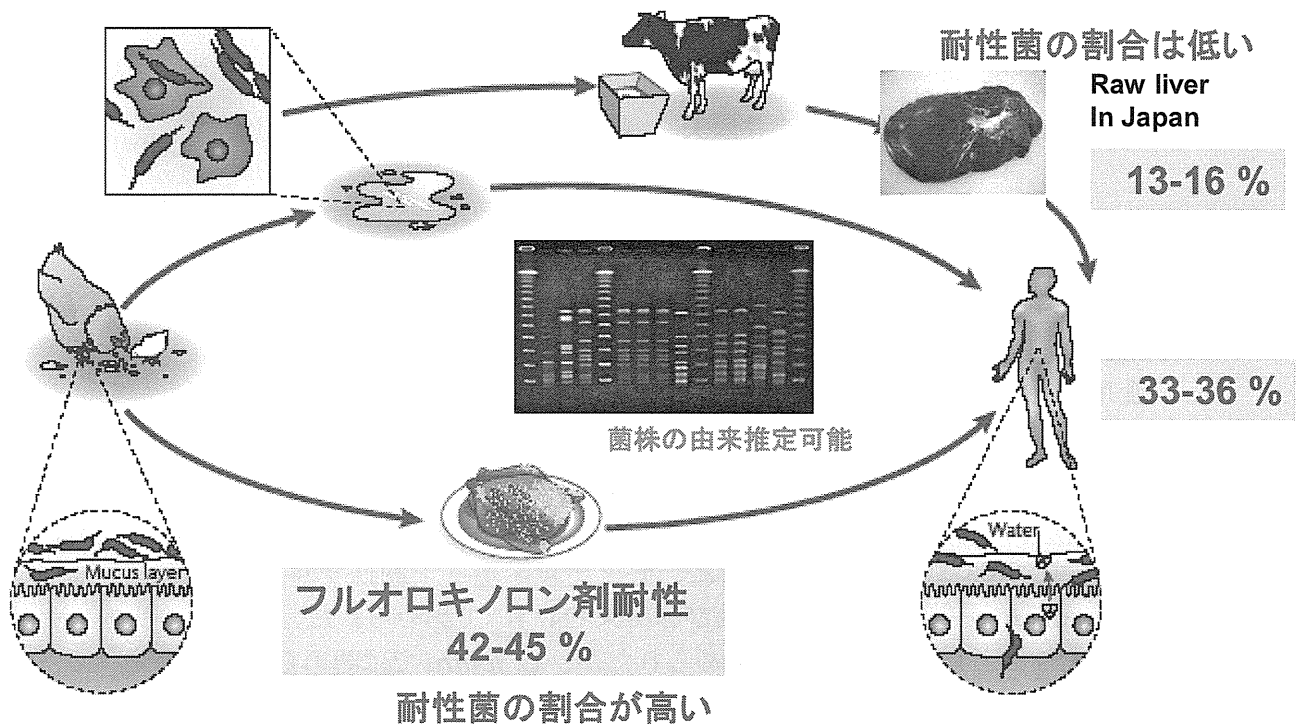 耐性菌の割合は低い
Raw liver
In Japan
13-16 %
菌株の由来推定可能
33-36 %
Water
Mucus layer
フルオロキノロン剤耐性
42-45 %
耐性菌の割合が高い